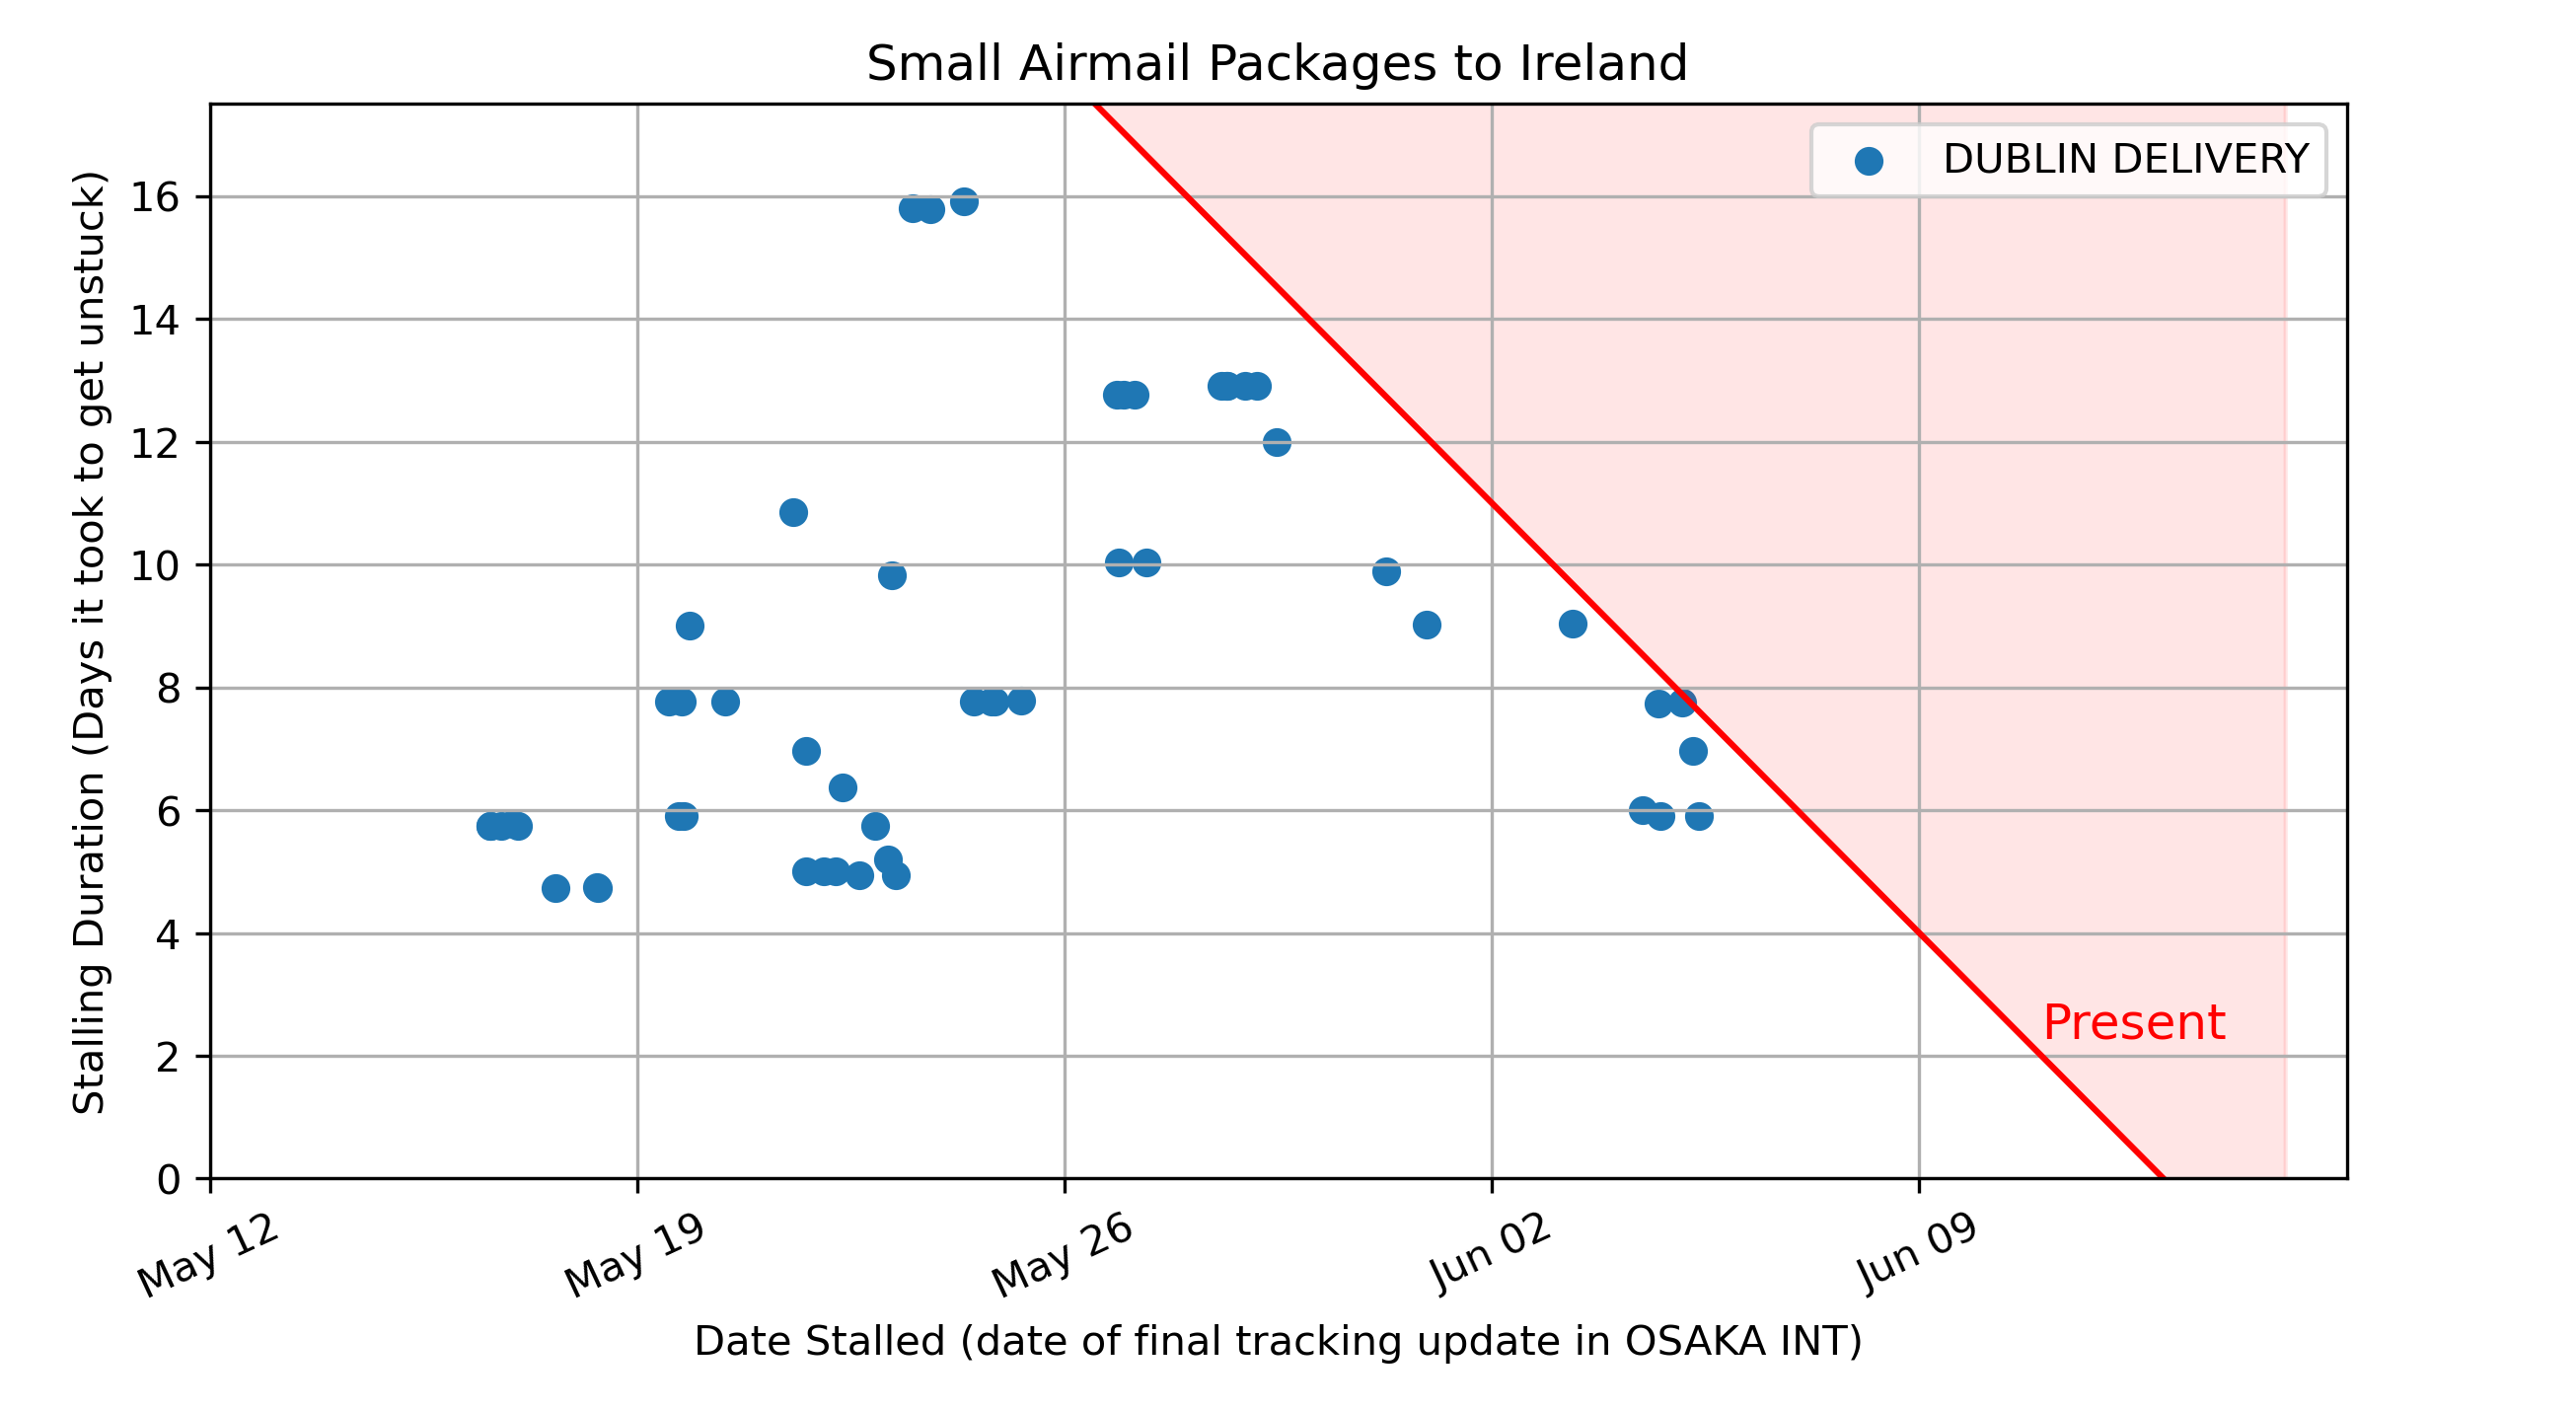 Small Airmail Packages to Ireland
DUBLIN DELIVERY
Stalling Duration (Days it took to get unstuck)
16
14
12
10
8
6
4
2
0
Present
May 12
May 19
May 26
Jun 02
Jun 09
Date Stalled (date of final tracking update in OSAKA INT)